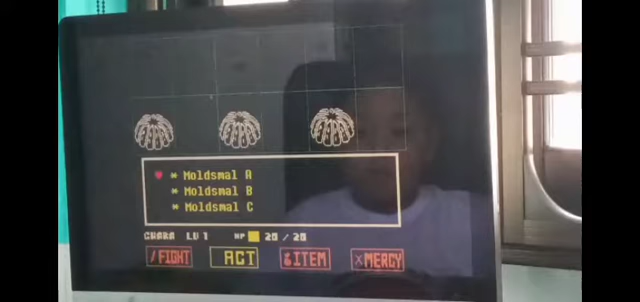 * Moldsmal A
* Moldsmal B
* Moldsmal C
CHARA LV 1 HP 20 / 20
FIGHT ACT ITEM MERCY